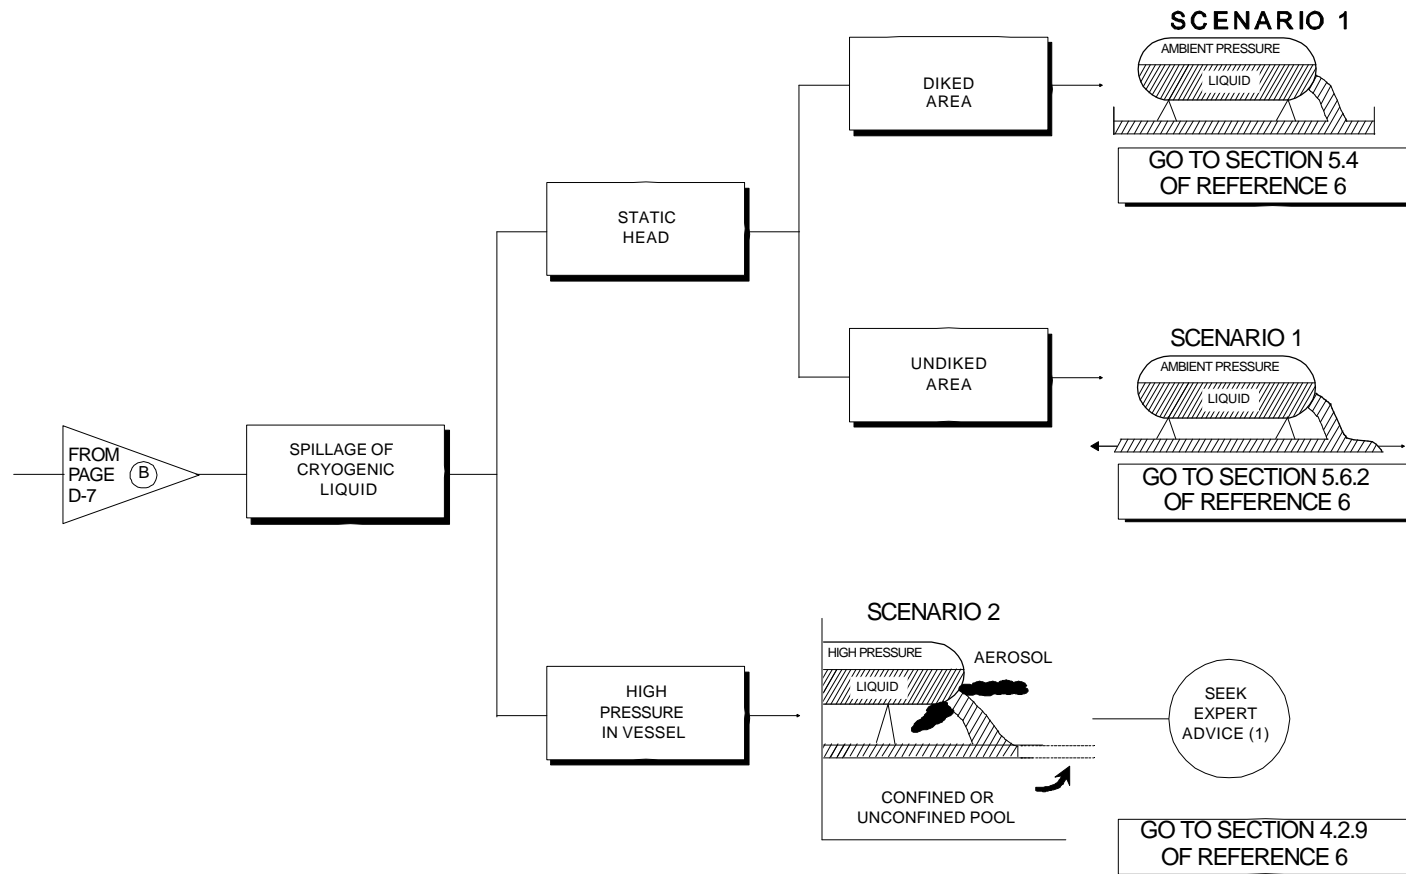 SCENARIO 1
AMBIENT PRESSURE
LIQUID
DIKED
AREA
GO TO SECTION 5.4
OF REFERENCE 6
STATIC
HEAD
SCENARIO 1
AMBIENT PRESSURE
LIQUID
UNDIKED
AREA
GO TO SECTION 5.6.2
OF REFERENCE 6
FROM
PAGE
D-7
B
SPILLAGE OF
CRYOGENIC
LIQUID
SCENARIO 2
HIGH PRESSURE
AEROSOL
LIQUID
HIGH
PRESSURE
IN VESSEL
SEEK
EXPERT
ADVICE (1)
CONFINED OR
UNCONFINED POOL
GO TO SECTION 4.2.9
OF REFERENCE 6